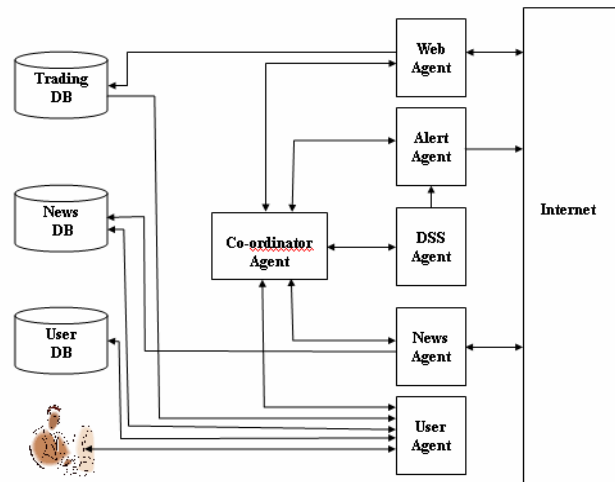 Web
Agent
Trading
DB
Alert
Agent
News
DB
Co-ordinator
Agent
DSS
Agent
Internet
User
DB
News
Agent
User
Agent